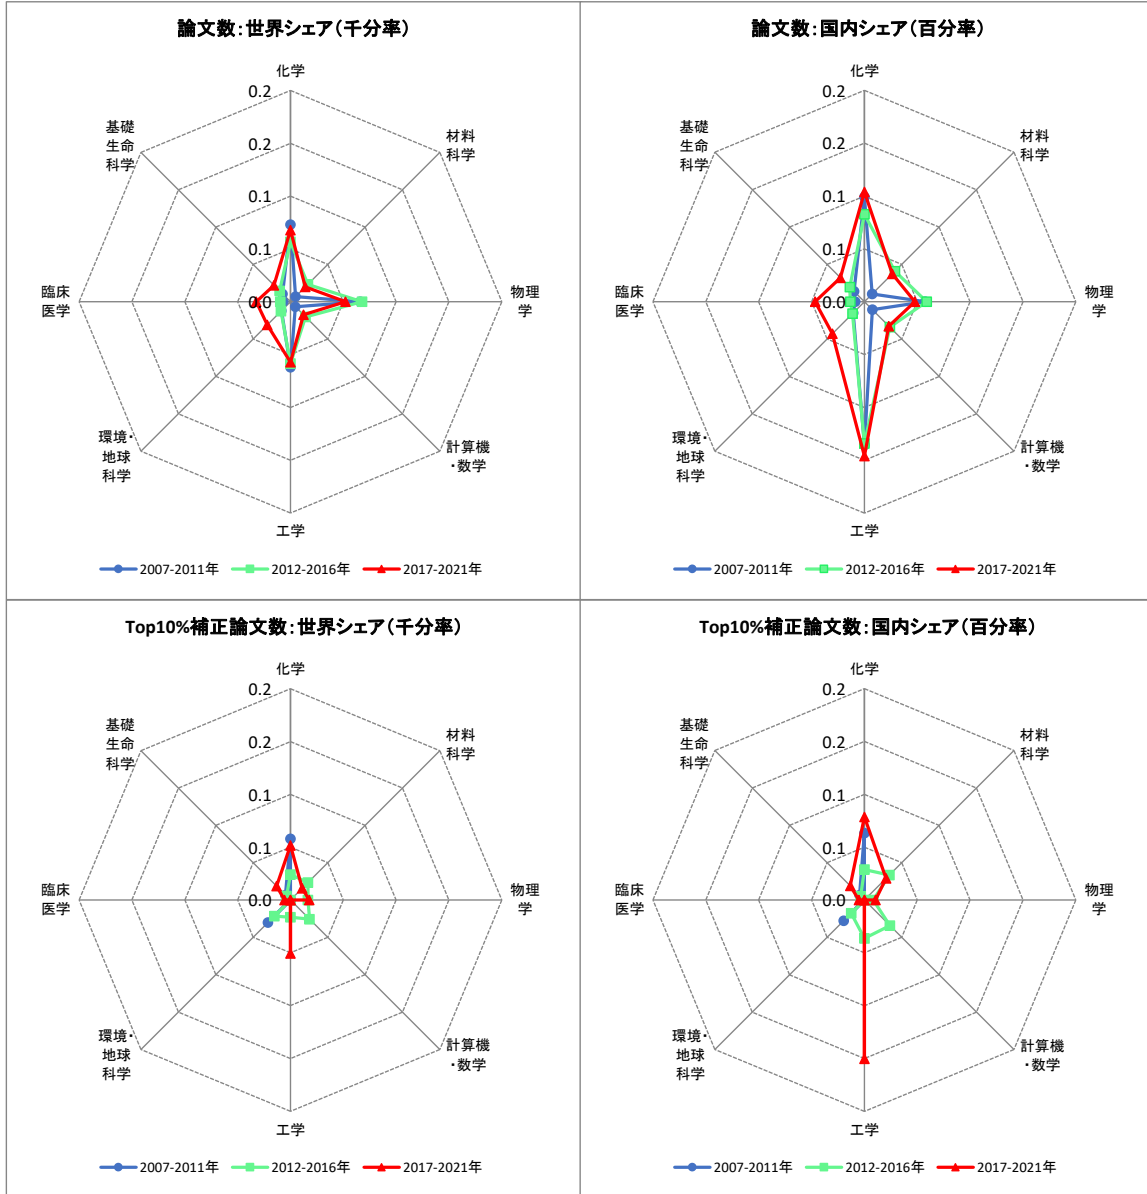 論文数：世界シェア（千分率）
化学
0.2
0.2
0.1
0.1
0.0
材料
科学
物理
学
計算機
・数学
工学
環境・
地球
科学
臨床
医学
基礎
生命
科学
2007-2011年 2012-2016年 2017-2021年
論文数：国内シェア（百分率）
化学
0.2
0.2
0.1
0.1
0.0
材料
科学
物理
学
計算機
・数学
工学
環境・
地球
科学
臨床
医学
基礎
生命
科学
2007-2011年 2012-2016年 2017-2021年
Top10%補正論文数：世界シェア（千分率）
化学
0.2
0.2
0.1
0.1
0.0
材料
科学
物理
学
計算機
・数学
工学
環境・
地球
科学
臨床
医学
基礎
生命
科学
2007-2011年 2012-2016年 2017-2021年
Top10%補正論文数：国内シェア（百分率）
化学
0.2
0.2
0.1
0.1
0.0
材料
科学
物理
学
計算機
・数学
工学
環境・
地球
科学
臨床
医学
基礎
生命
科学
2007-2011年 2012-2016年 2017-2021年